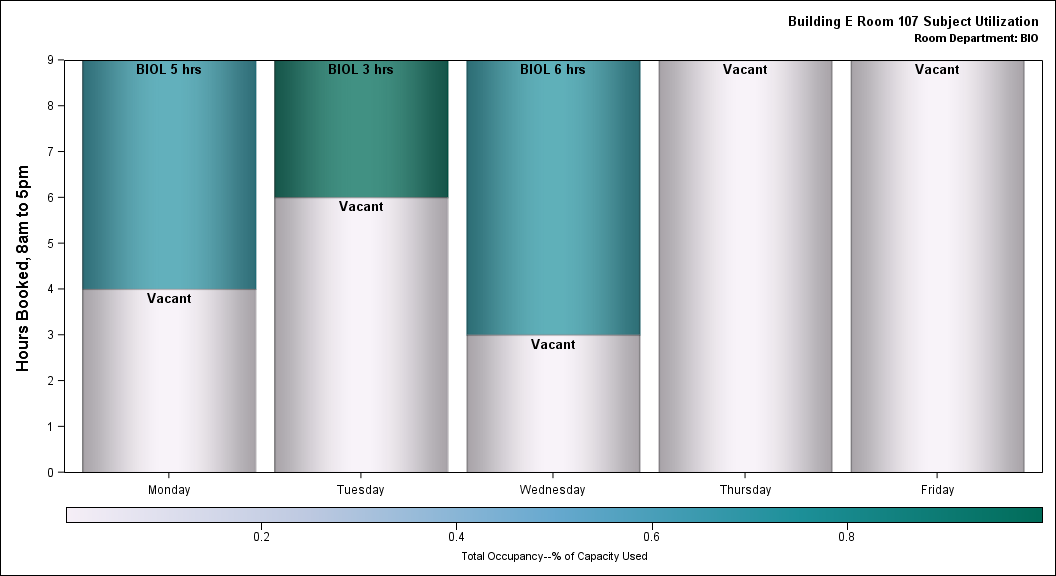 Building E Room 107 Subject Utilization
Room Department: BIO
Hours Booked, 8am to 5pm
9
8
7
6
5
4
3
2
1
0
BIOL 5 hrs
BIOL 3 hrs
BIOL 6 hrs
Vacant
Vacant
Vacant
Vacant
Vacant
Monday
Tuesday
Wednesday
Thursday
Friday
0.2
0.4
0.6
0.8
Total Occupancy--% of Capacity Used